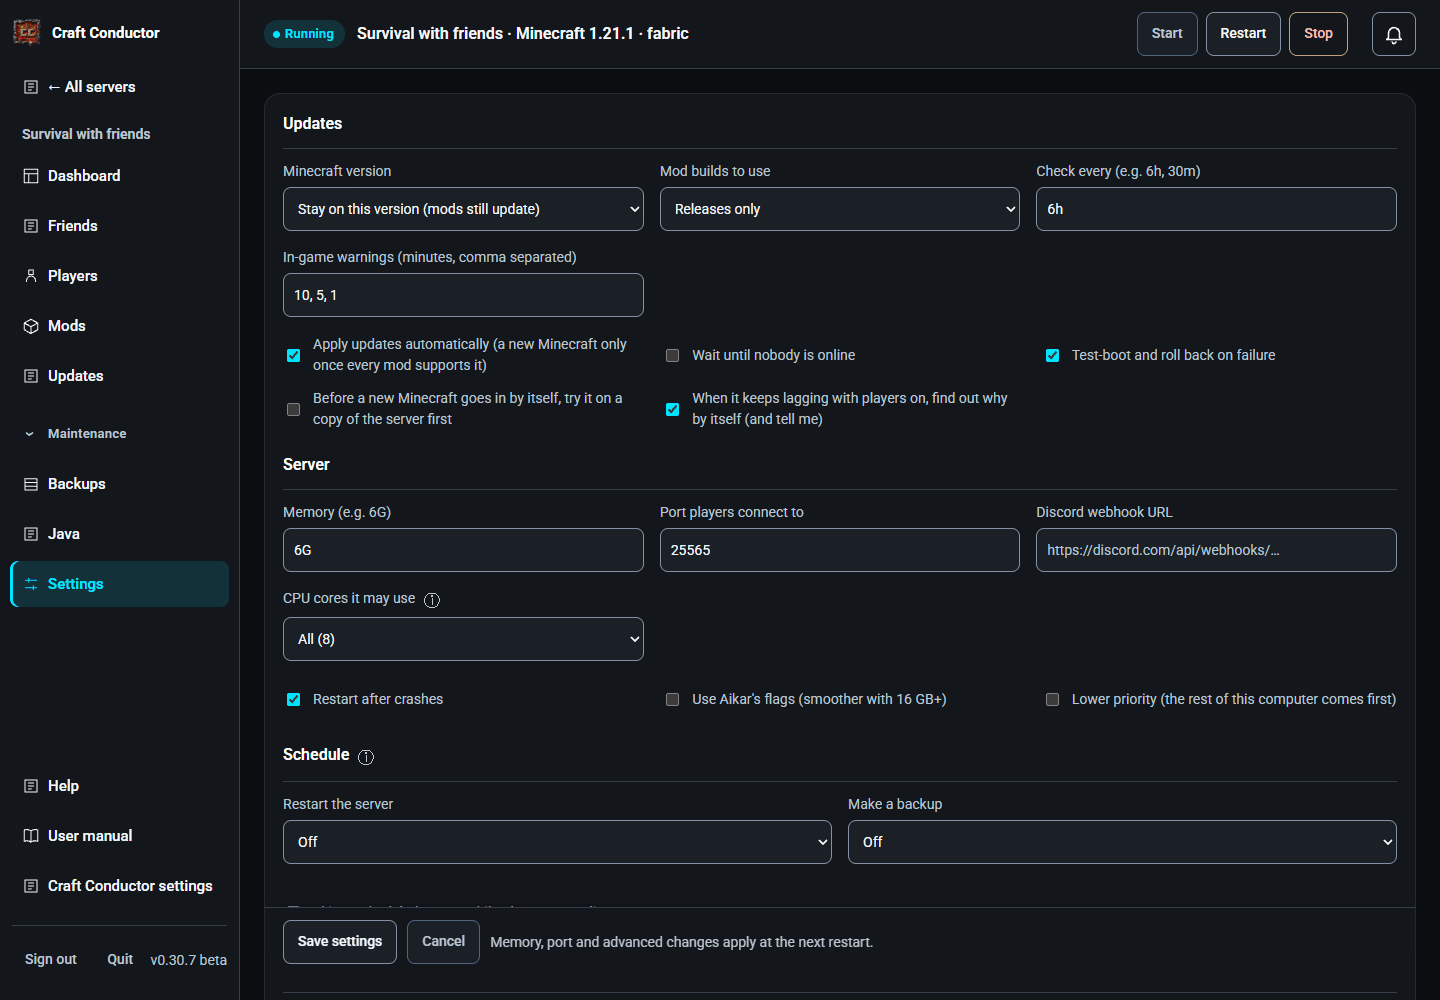 Craft Conductor
← All servers
Survival with friends
Dashboard
Friends
Players
Mods
Updates
Maintenance
Backups
Java
Settings
Help
User manual
Craft Conductor settings
Sign out
Quit
v0.30.7 beta
Running
Survival with friends · Minecraft 1.21.1 · fabric
Start
Restart
Stop
Updates
Minecraft version
Mod builds to use
Check every (e.g. 6h, 30m)
Stay on this version (mods still update)
Releases only
6h
In-game warnings (minutes, comma separated)
10, 5, 1
Apply updates automatically (a new Minecraft only
once every mod supports it)
Wait until nobody is online
Test-boot and roll back on failure
Before a new Minecraft goes in by itself, try it on a
copy of the server first
When it keeps lagging with players on, find out why
by itself (and tell me)
Server
Memory (e.g. 6G)
Port players connect to
Discord webhook URL
6G
25565
https://discord.com/api/webhooks/…
CPU cores it may use
All (8)
Restart after crashes
Use Aikar's flags (smoother with 16 GB+)
Lower priority (the rest of this computer comes first)
Schedule
Restart the server
Make a backup
Off
Off
Save settings
Cancel
Memory, port and advanced changes apply at the next restart.